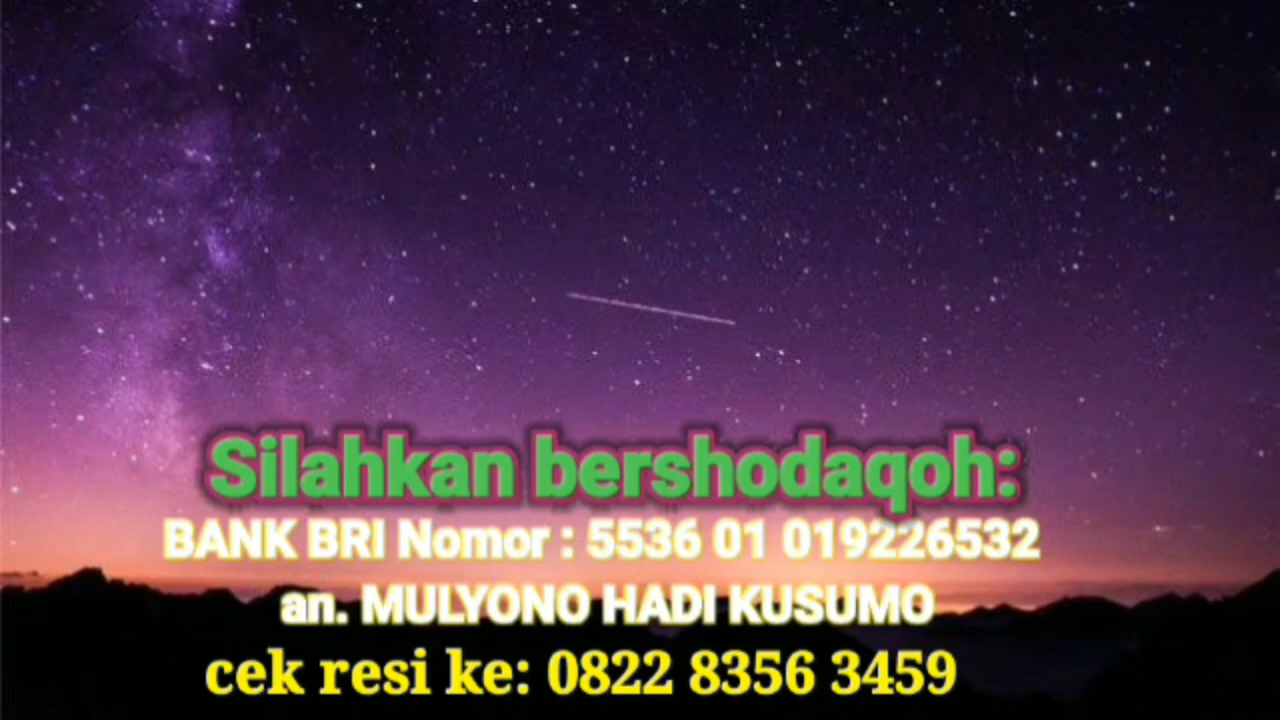 Silahkan bershodaqoh:
BANK BRI Nomor : 5536 01 019226532
an. MULYONO HADI KUSUMO
cek resi ke: 0822 8356 3459